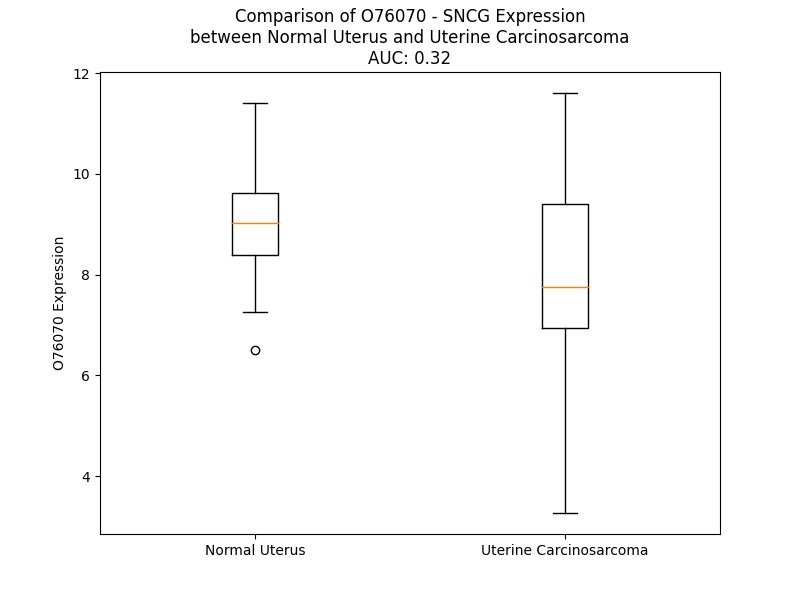 Comparison of O76070 - SNCG Expression
between Normal Uterus and Uterine Carcinosarcoma
AUC: 0.32
12
10
8
6
4
O76070 Expression
Normal Uterus
Uterine Carcinosarcoma